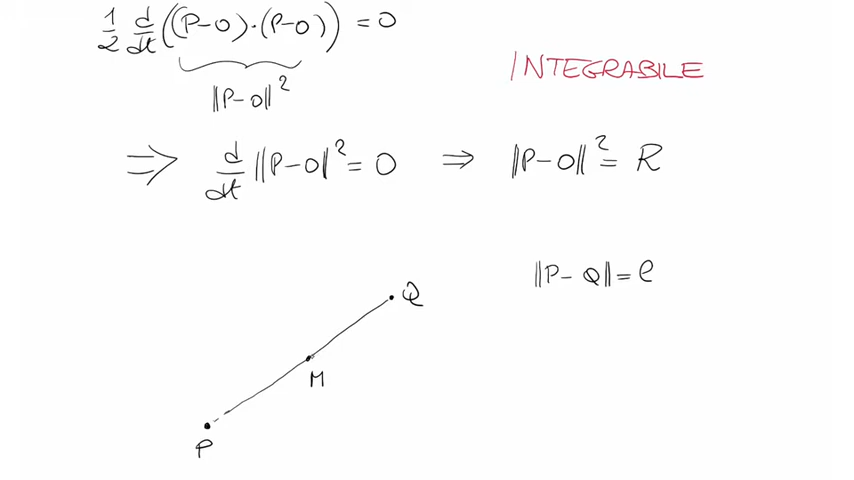 1/2 d/dt ((P-O)·(P-O)) = 0
||P-O||²
INTEGRABILE
⇒ d/dt ||P-O||² = 0 ⇒ ||P-O||² = R
||P-Q|| = ℓ
Q
M
P